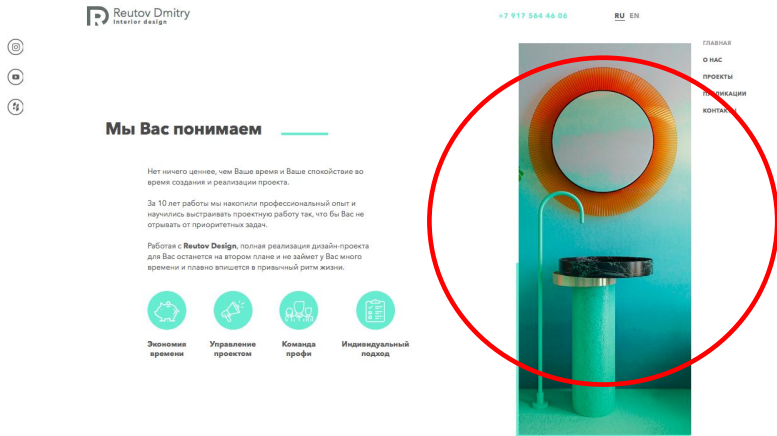 Reutov Dmitry
Interior design
+7 917 564 46 06
RU EN
ГЛАВНАЯ
О НАС
ПРОЕКТЫ
ПУБЛИКАЦИИ
КОНТАКТЫ
Мы Вас понимаем
Нет ничего ценнее, чем Ваше время и Ваше спокойствие во
время создания и реализации проекта.
За 10 лет работы мы накопили профессиональный опыт и
научились выстраивать проектную работу так, что бы Вас не
отрывать от приоритетных задач.
Работая с Reutov Design, полная реализация дизайн-проекта
для Вас останется на втором плане и не займет у Вас много
времени и плавно впишется в привычный ритм жизни.
Экономия
времени
Управление
проектом
Команда
профи
Индивидуальный
подход